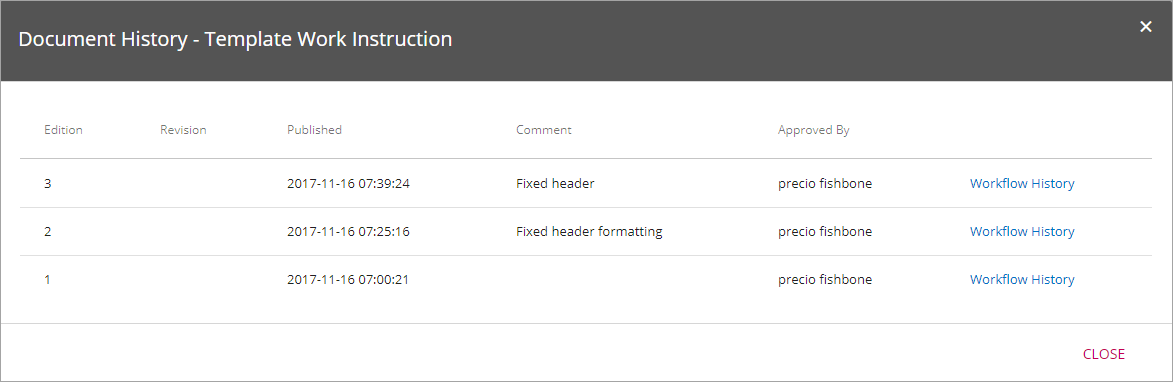 Document History - Template Work Instruction
Edition Revision Published Comment Approved By
3 2017-11-16 07:39:24 Fixed header precio fishbone Workflow History
2 2017-11-16 07:25:16 Fixed header formatting precio fishbone Workflow History
1 2017-11-16 07:00:21 precio fishbone Workflow History
CLOSE